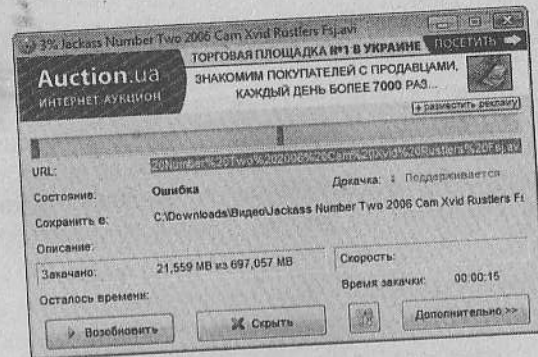 3% Jackass Number Two 2006 Cam Xvid Rustlers Fsj.avi
Auction.ua
ИНТЕРНЕТ АУКЦИОН
ТОРГОВАЯ ПЛОЩАДКА №1 В УКРАИНЕ
ПОСЕТИТЬ
ЗНАКОМИМ ПОКУПАТЕЛЕЙ С ПРОДАВЦАМИ,
КАЖДЫЙ ДЕНЬ БОЛЕЕ 7000 РАЗ...
+ разместить рекламу
URL: 20Number%20Two%202006%20Cam%20Xvid%20Rustlers%20Fsj.avi
Состояние: Ошибка Докачка: Поддерживается
Сохранить в: C:\Downloads\Видео\Jackass Number Two 2006 Cam Xvid Rustlers Fs
Описание:
Закачано: 21,559 MB из 697,057 MB Скорость:
Осталось времени: Время закачки: 00:00:15
Возобновить Скрыть Дополнительно >>